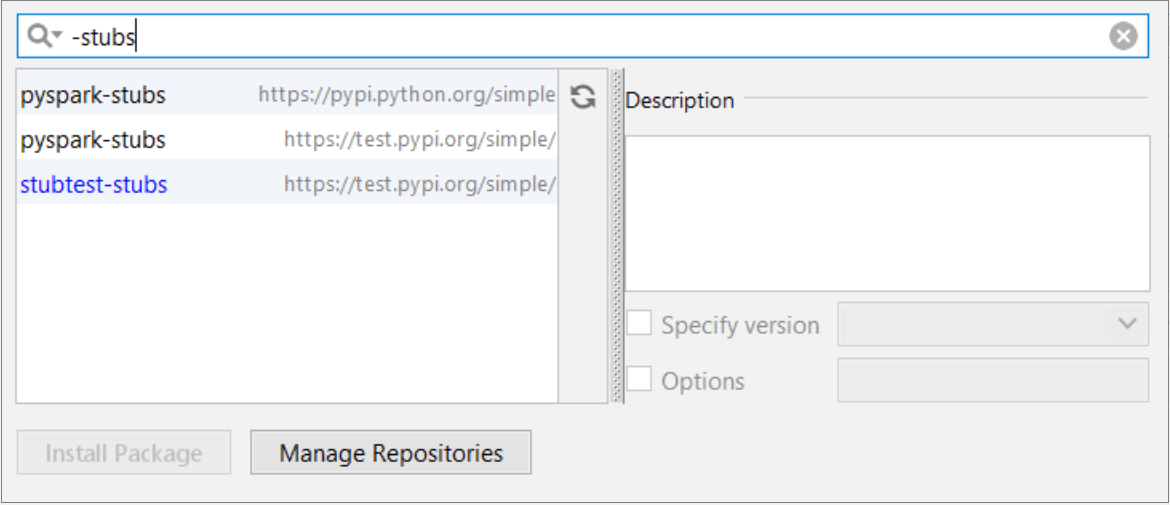 -stubs
pyspark-stubs https://pypi.python.org/simple
pyspark-stubs https://test.pypi.org/simple/
stubtest-stubs https://test.pypi.org/simple/
Description
Specify version
Options
Install Package Manage Repositories